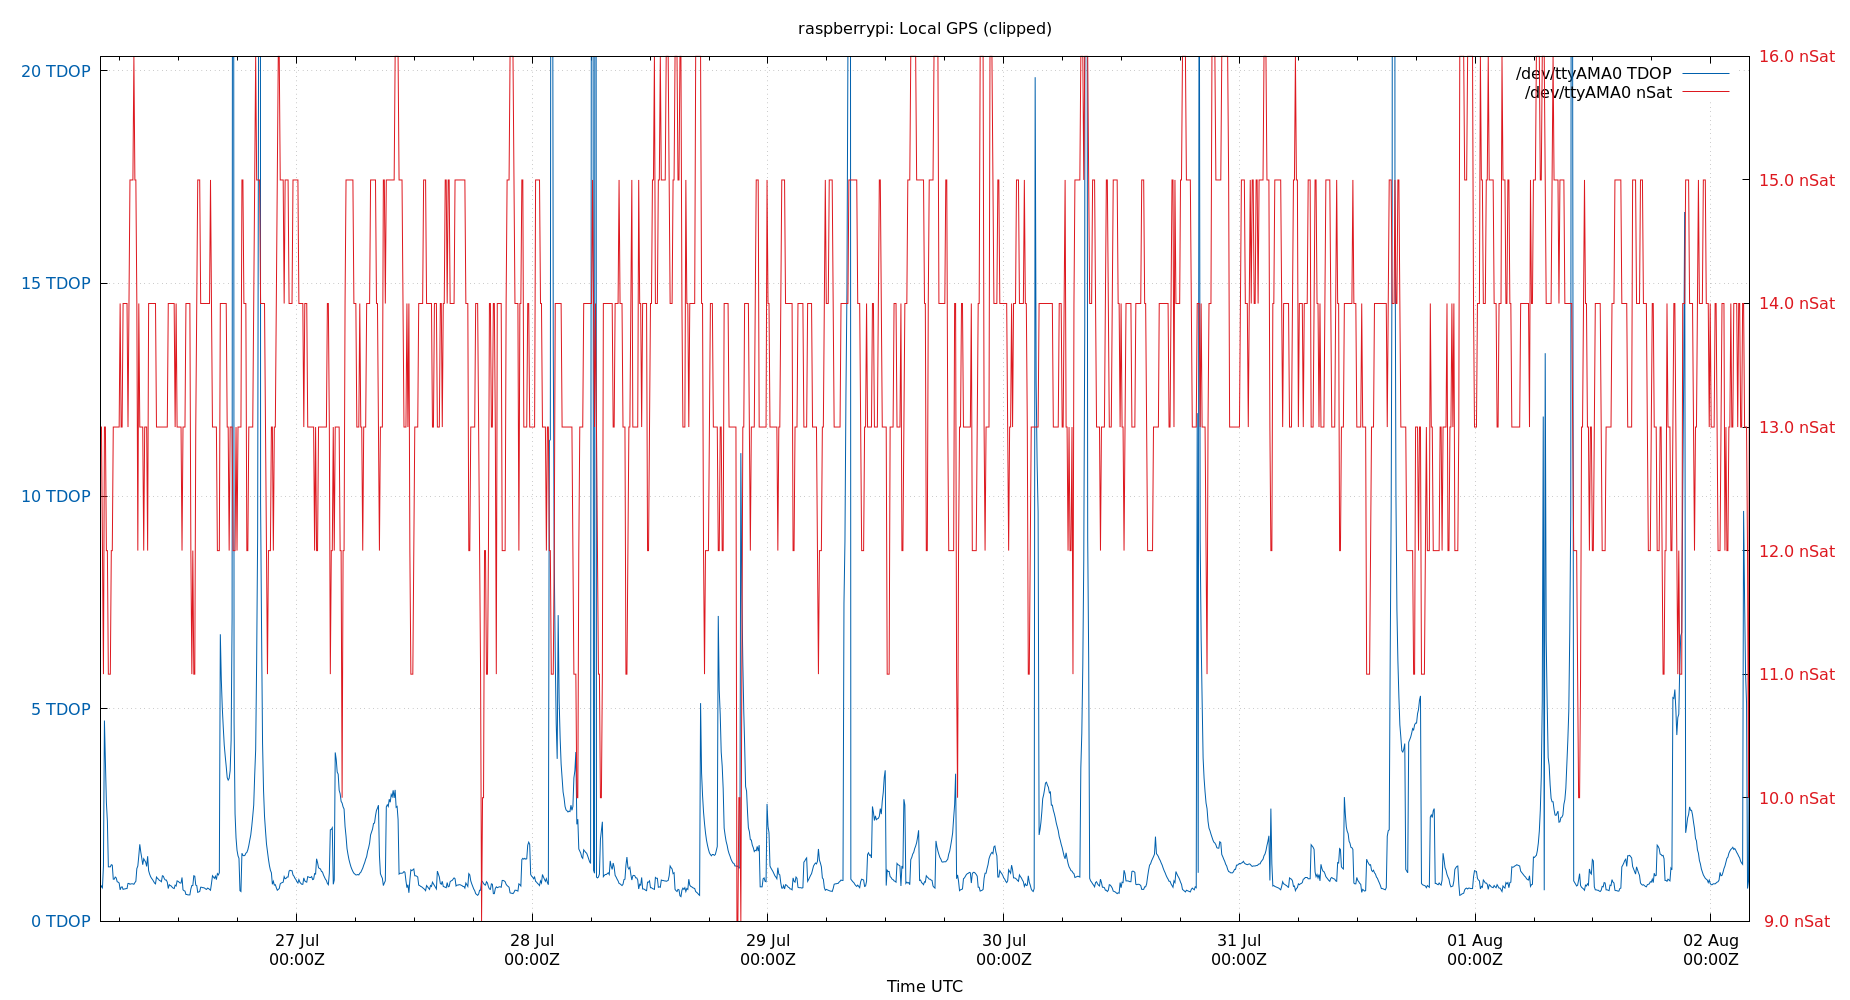 raspberrypi: Local GPS (clipped)
20 TDOP
15 TDOP
10 TDOP
5 TDOP
0 TDOP
/dev/ttyAMA0 TDOP
/dev/ttyAMA0 nSat
16.0 nSat
15.0 nSat
14.0 nSat
13.0 nSat
12.0 nSat
11.0 nSat
10.0 nSat
9.0 nSat
27 Jul
00:00Z
28 Jul
00:00Z
29 Jul
00:00Z
30 Jul
00:00Z
31 Jul
00:00Z
01 Aug
00:00Z
02 Aug
00:00Z
Time UTC